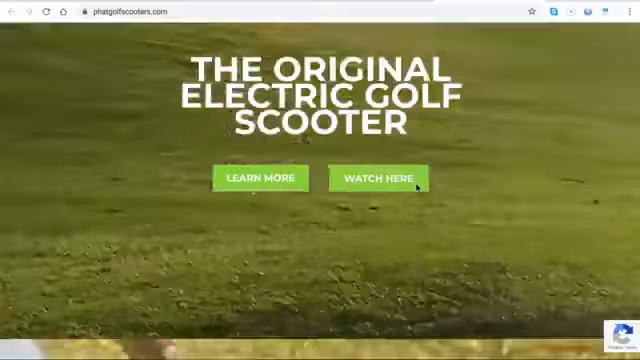 phatgolfscooters.com
THE ORIGINAL
ELECTRIC GOLF
SCOOTER
LEARN MORE
WATCH HERE